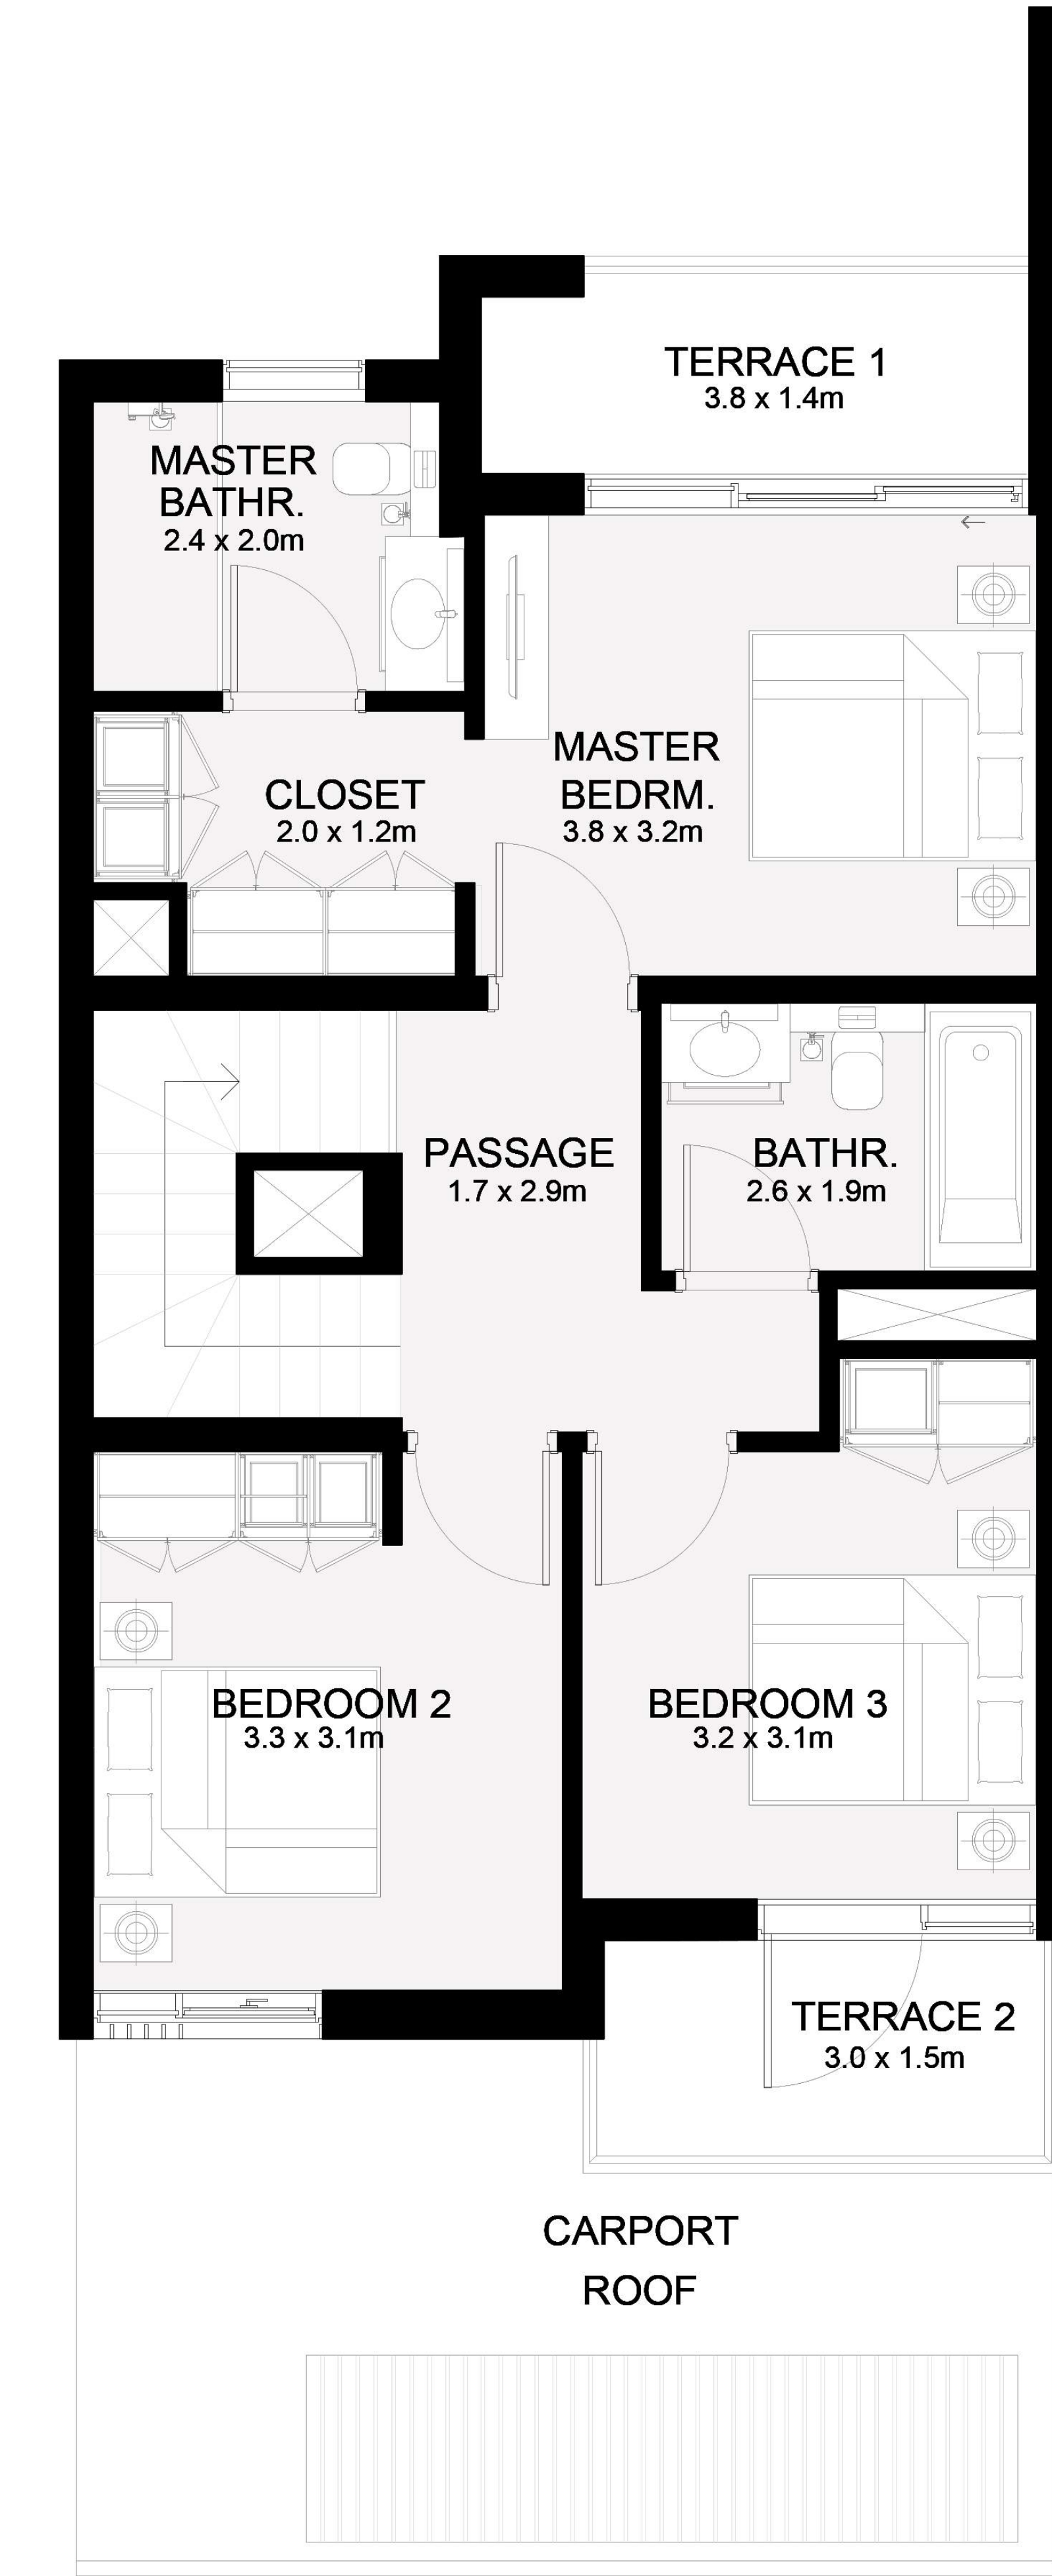 TERRACE 1
3.8 x 1.4m
MASTER
BATHR.
2.4 x 2.0m
MASTER
BEDRM.
3.8 x 3.2m
CLOSET
2.0 x 1.2m
PASSAGE
1.7 x 2.9m
BATHR.
2.6 x 1.9m
BEDROOM 2
3.3 x 3.1m
BEDROOM 3
3.2 x 3.1m
TERRACE 2
3.0 x 1.5m
CARPORT
ROOF